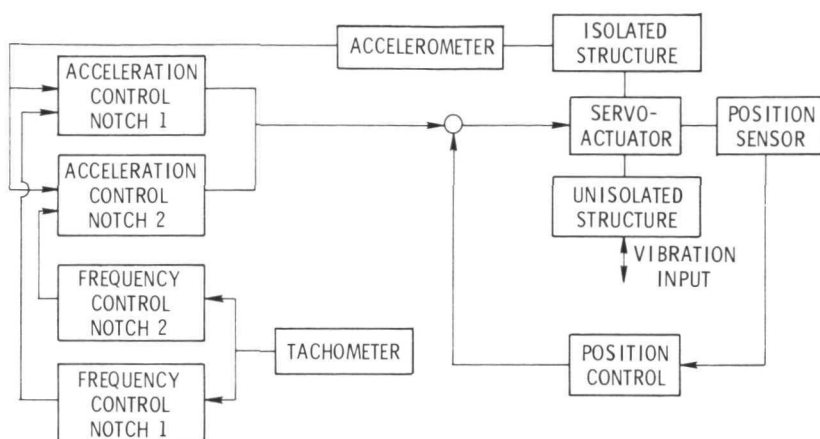 ISOLATED
STRUCTURE
ACCELEROMETER
ACCELERATION
CONTROL
NOTCH 1
SERVO-
ACTUATOR
POSITION
SENSOR
ACCELERATION
CONTROL
NOTCH 2
UNISOLATED
STRUCTURE
VIBRATION
INPUT
FREQUENCY
CONTROL
NOTCH 2
TACHOMETER
POSITION
CONTROL
FREQUENCY
CONTROL
NOTCH 1